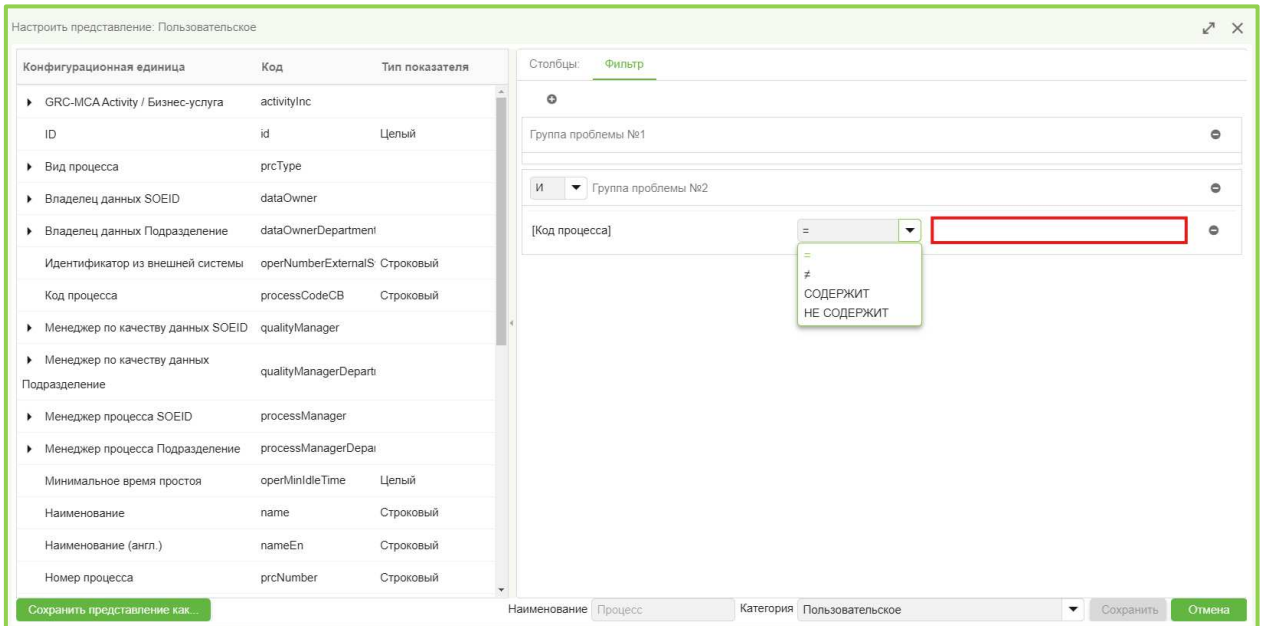 Настроить представление: Пользовательское
Конфигурационная единица Код Тип показателя
GRC-MCA Activity / Бизнес-услуга activityInc
ID id Целый
Вид процесса prcType
Владелец данных SOEID dataOwner
Владелец данных Подразделение dataOwnerDepartment
Идентификатор из внешней системы operNumberExternalS Строковый
Код процесса processCodeCB Строковый
Менеджер по качеству данных SOEID qualityManager
Менеджер по качеству данных
Подразделение qualityManagerDepart
Менеджер процесса SOEID processManager
Менеджер процесса Подразделение processManagerDepar
Минимальное время простоя operMinIdleTime Целый
Наименование name Строковый
Наименование (англ.) nameEn Строковый
Номер процесса prcNumber Строковый
Столбцы: Фильтр
Группа проблемы №1
И Группа проблемы №2
[Код процесса] =
=
≠
СОДЕРЖИТ
НЕ СОДЕРЖИТ
Сохранить представление как... Наименование Процесс Категория Пользовательское Сохранить Отмена